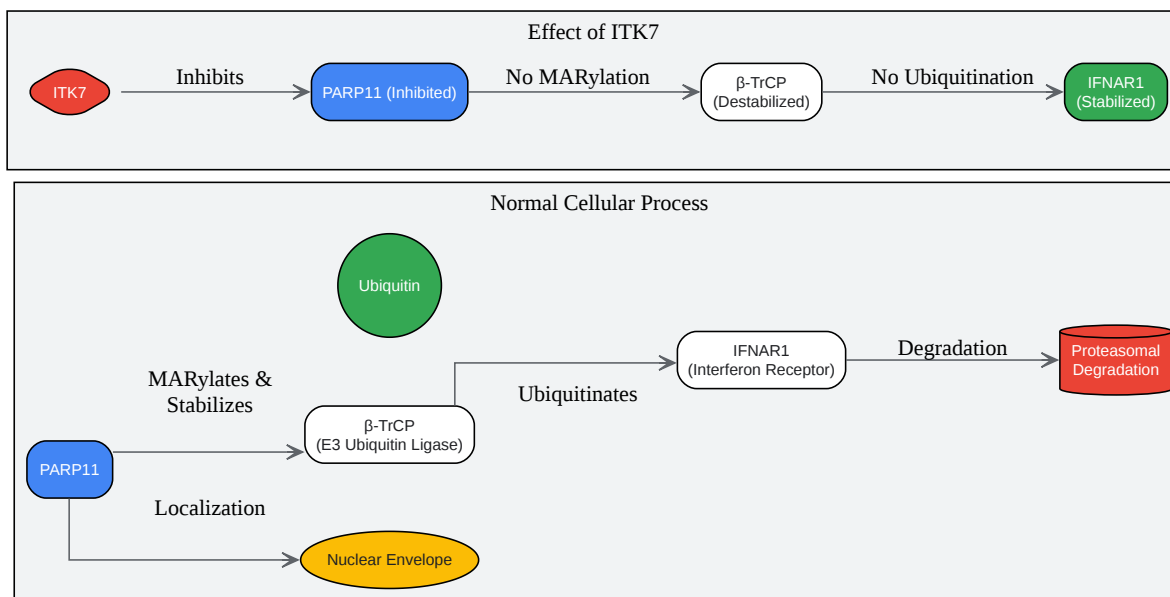 Effect of ITK7
ITK7
Inhibits
PARP11 (Inhibited)
No MARylation
β-TrCP
(Destabilized)
No Ubiquitination
IFNAR1
(Stabilized)
Normal Cellular Process
Ubiquitin
MARylates &
Stabilizes
PARP11
β-TrCP
(E3 Ubiquitin Ligase)
Ubiquitinates
IFNAR1
(Interferon Receptor)
Degradation
Proteasomal
Degradation
Localization
Nuclear Envelope